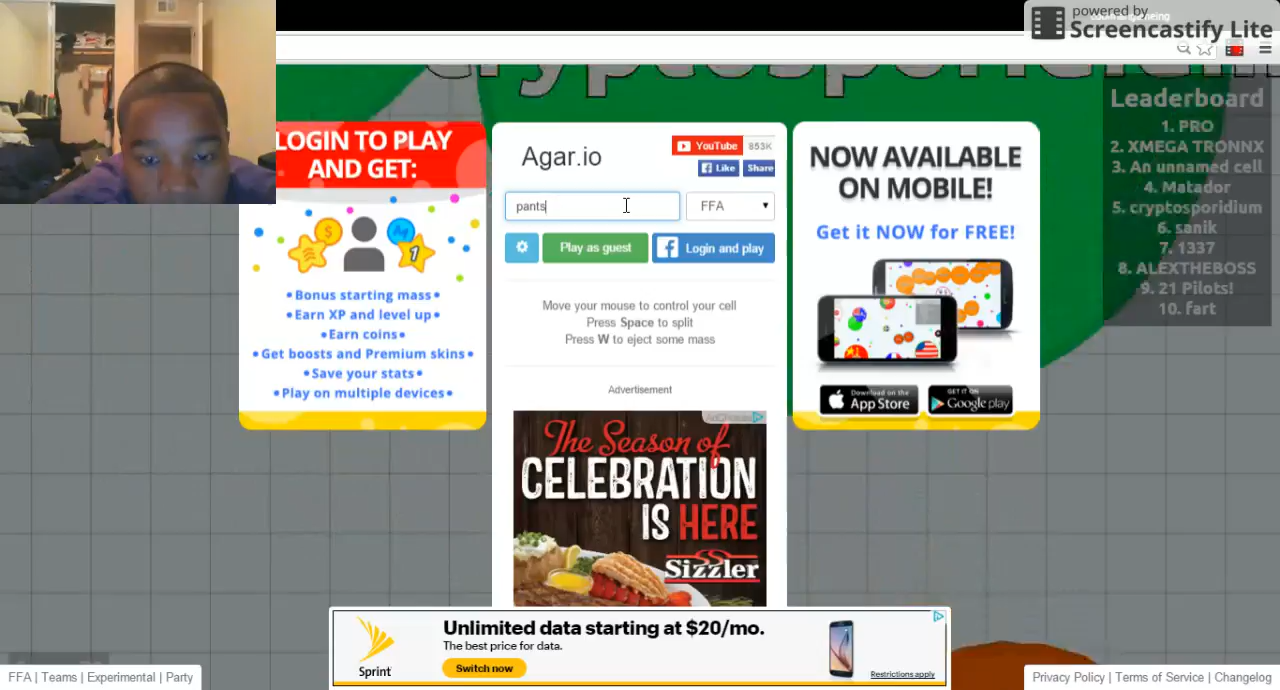 powered by
Screencastify Lite
Cryptosporidium
LOGIN TO PLAY
AND GET:
•Bonus starting mass•
•Earn XP and level up•
•Earn coins•
•Get boosts and Premium skins•
•Save your stats•
•Play on multiple devices•
Agar.io
YouTube 853K
Like Share
pants
FFA
Play as guest
Login and play
Move your mouse to control your cell
Press Space to split
Press W to eject some mass
Advertisement
AdChoices
The Season of
CELEBRATION
IS HERE
Sizzler
NOW AVAILABLE
ON MOBILE!
Get it NOW for FREE!
Download on the
App Store
GET IT ON
Google play
Leaderboard
1. PRO
2. XMEGA TRONNX
3. An unnamed cell
4. Matador
5. cryptosporidium
6. sanik
7. 1337
8. ALEXTHEBOSS
9. 21 Pilots!
10. fart
Sprint
Unlimited data starting at $20/mo.
The best price for data.
Switch now
Restrictions apply
FFA | Teams | Experimental | Party
Privacy Policy | Terms of Service | Changelog